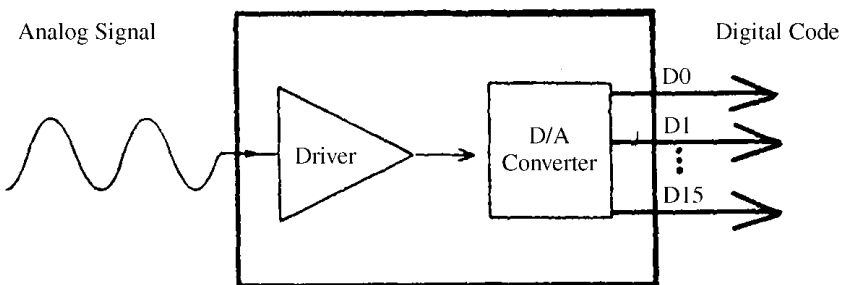 Analog Signal
Digital Code
D0
Driver
D/A
Converter
D1
D15